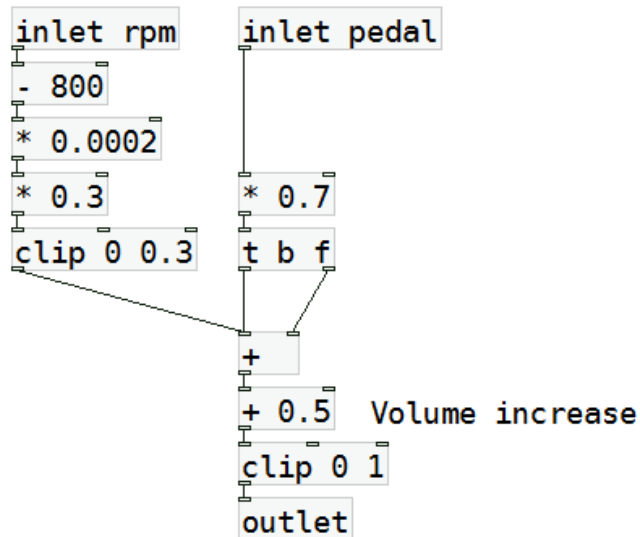 inlet rpm
inlet pedal
- 800
* 0.0002
* 0.3
* 0.7
clip 0 0.3
t b f
+
+ 0.5
Volume increase
clip 0 1
outlet